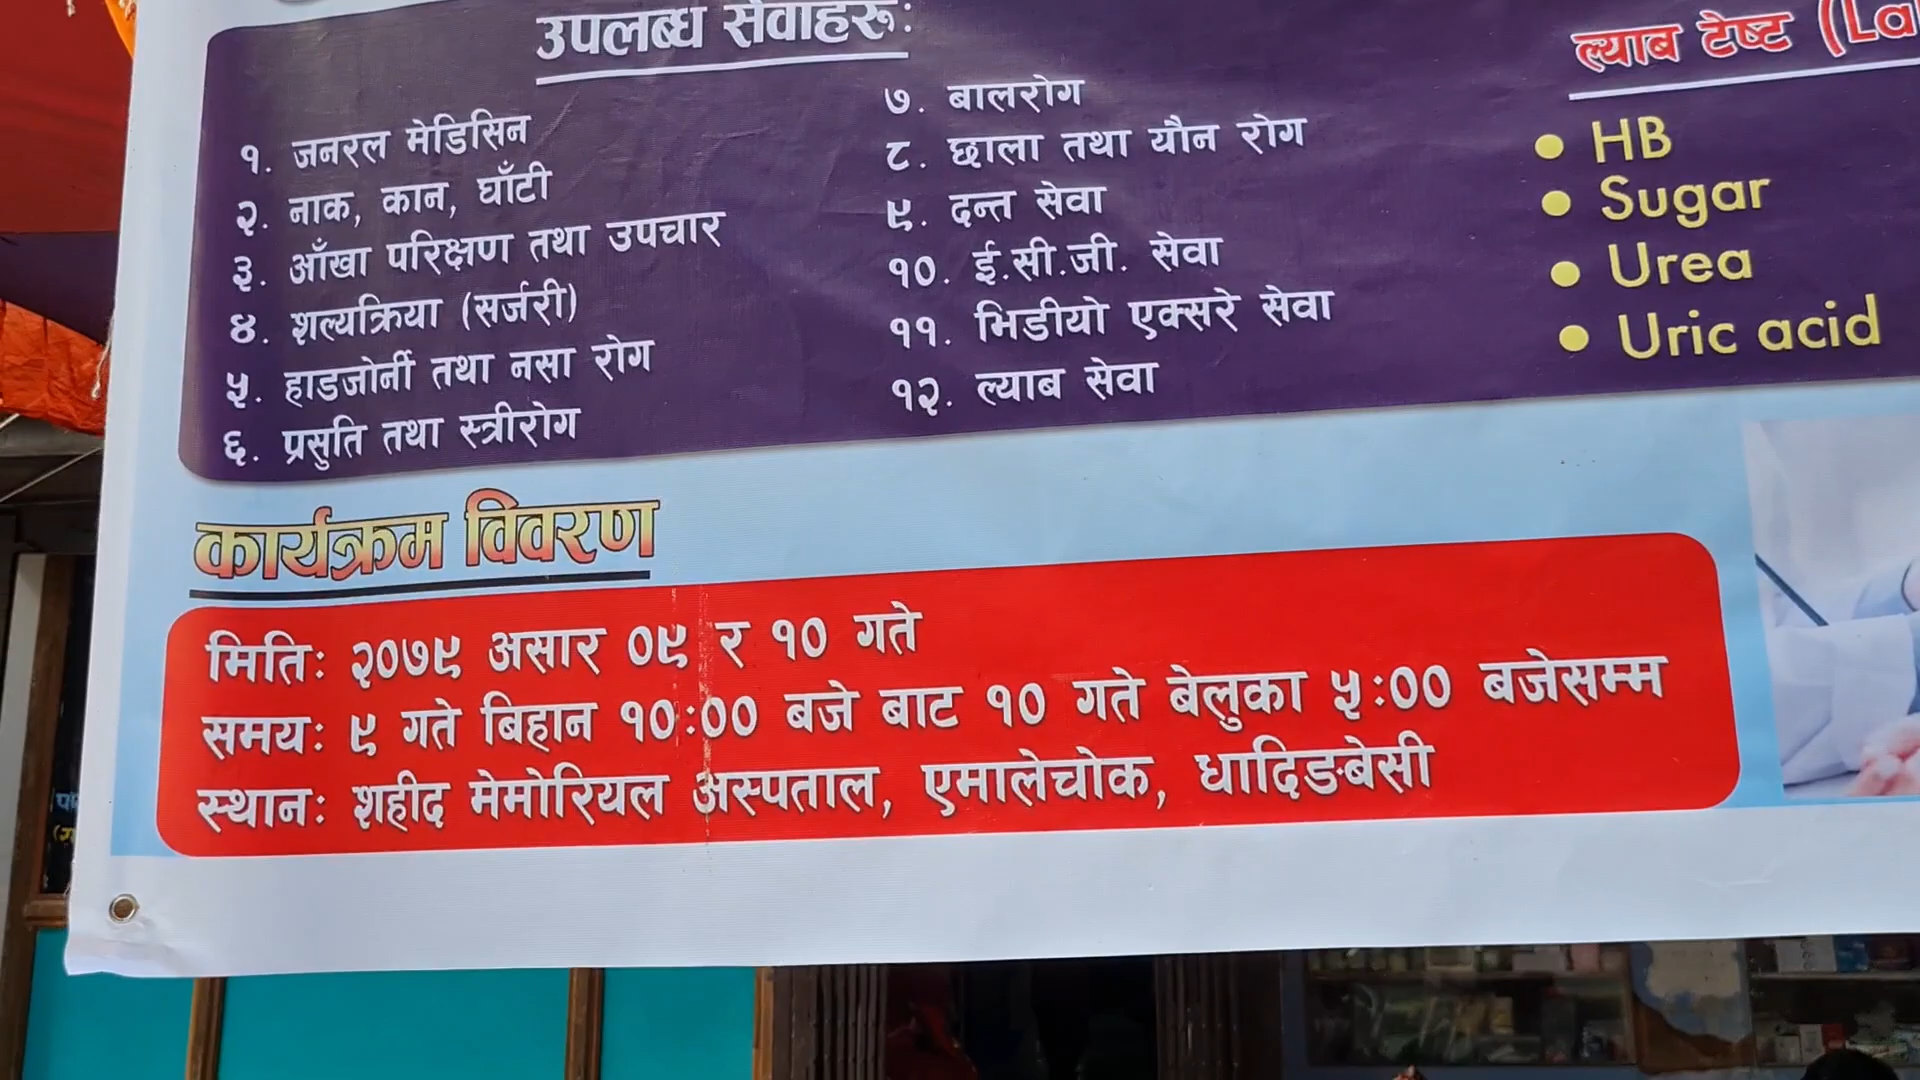 उपलब्ध सेवाहरू:
१. जनरल मेडिसिन
२. नाक, कान, घाँटी
३. आँखा परिक्षण तथा उपचार
४. शल्यक्रिया (सर्जरी)
५. हाडजोर्नी तथा नसा रोग
६. प्रसुति तथा स्त्रीरोग
७. बालरोग
८. छाला तथा यौन रोग
९. दन्त सेवा
१०. ई.सी.जी. सेवा
११. भिडीयो एक्सरे सेवा
१२. ल्याब सेवा
ल्याब टेष्ट
HB
Sugar
Urea
Uric acid
कार्यक्रम विवरण
मिति: २०७९ असार ०९ र १० गते
समय: ९ गते बिहान १०:०० बजे बाट १० गते बेलुका ५:०० बजेसम्म
स्थान: शहीद मेमोरियल अस्पताल, एमालेचोक, धादिङबेसी